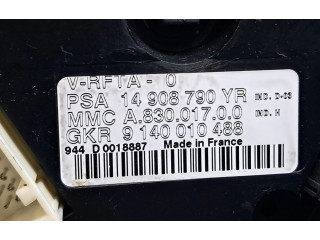 V-RFTA - 0
PSA 14 908 790 YR IND. D-03
MMC A.830.017.0.0 IND. H
GKR 9 140 010 488
944 D 0018887 Made in France